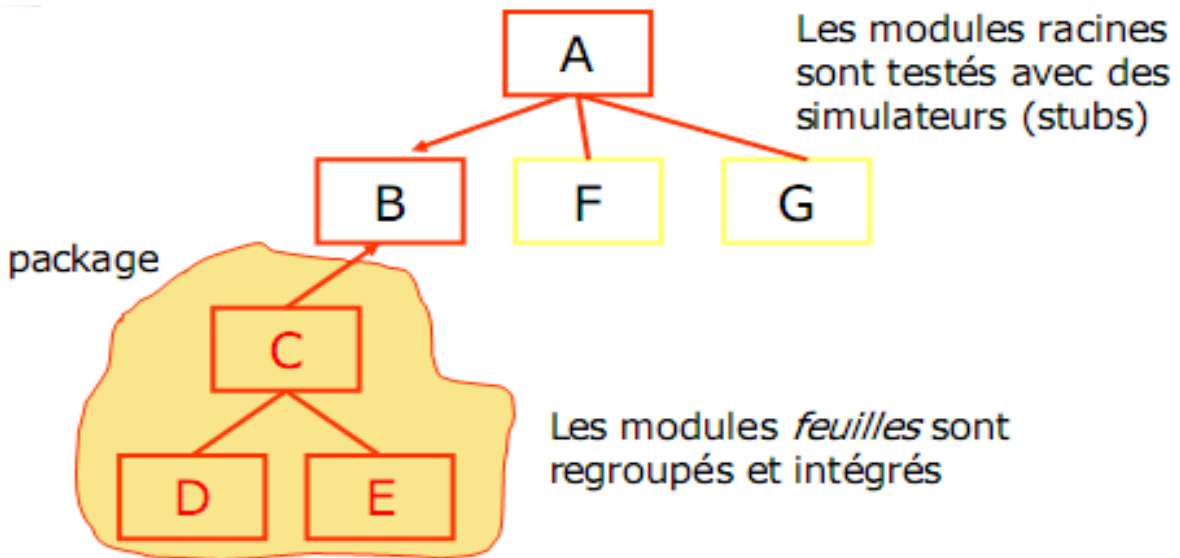 A
Les modules racines
sont testés avec des
simulateurs (stubs)
B
F
G
package
C
Les modules feuilles sont
regroupés et intégrés
D
E